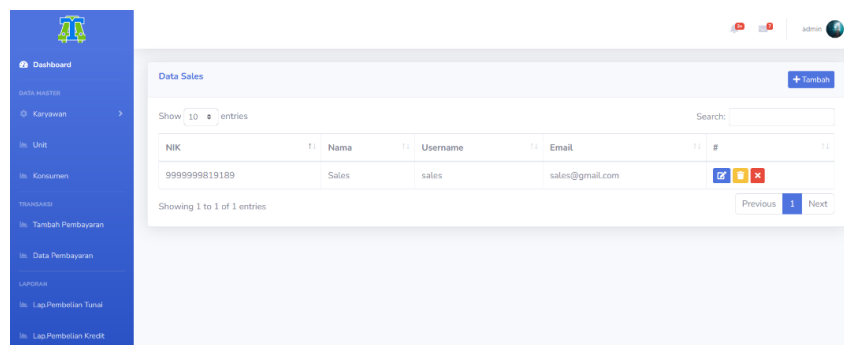 admin
Dashboard
DATA MASTER
Karyawan
Unit
Konsumen
TRANSAKSI
Tambah Pembayaran
Data Pembayaran
LAPORAN
Lap.Pembelian Tunai
Lap.Pembelian Kredit
Data Sales
Tambah
Show 10 entries
Search:
NIK Nama Username Email #
9999999819189 Sales sales sales@gmail.com
Showing 1 to 1 of 1 entries
Previous 1 Next